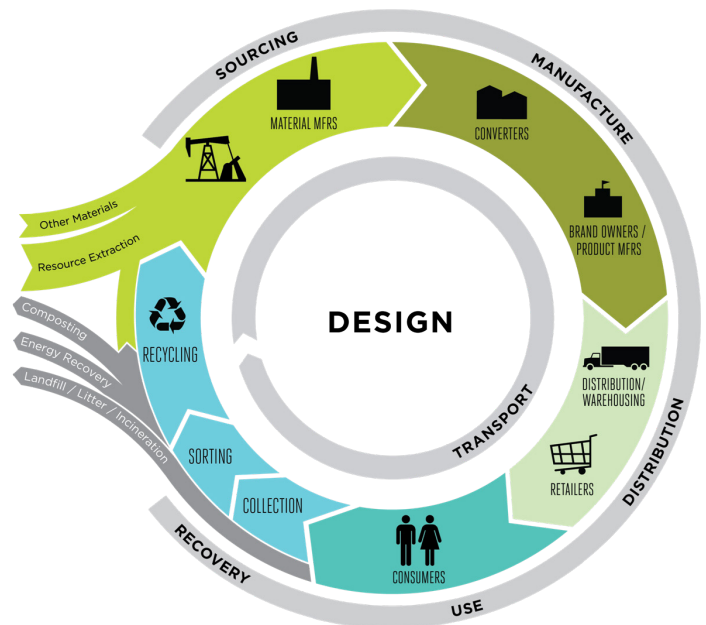 SOURCING
MANUFACTURE
MATERIAL MFRS
CONVERTERS
BRAND OWNERS /
PRODUCT MFRS
Other Materials
Resource Extraction
Composting
Energy Recovery
Landfill / Litter / Incineration
RECYCLING
DESIGN
TRANSPORT
DISTRIBUTION/
WAREHOUSING
RETAILERS
DISTRIBUTION
SORTING
COLLECTION
CONSUMERS
RECOVERY
USE